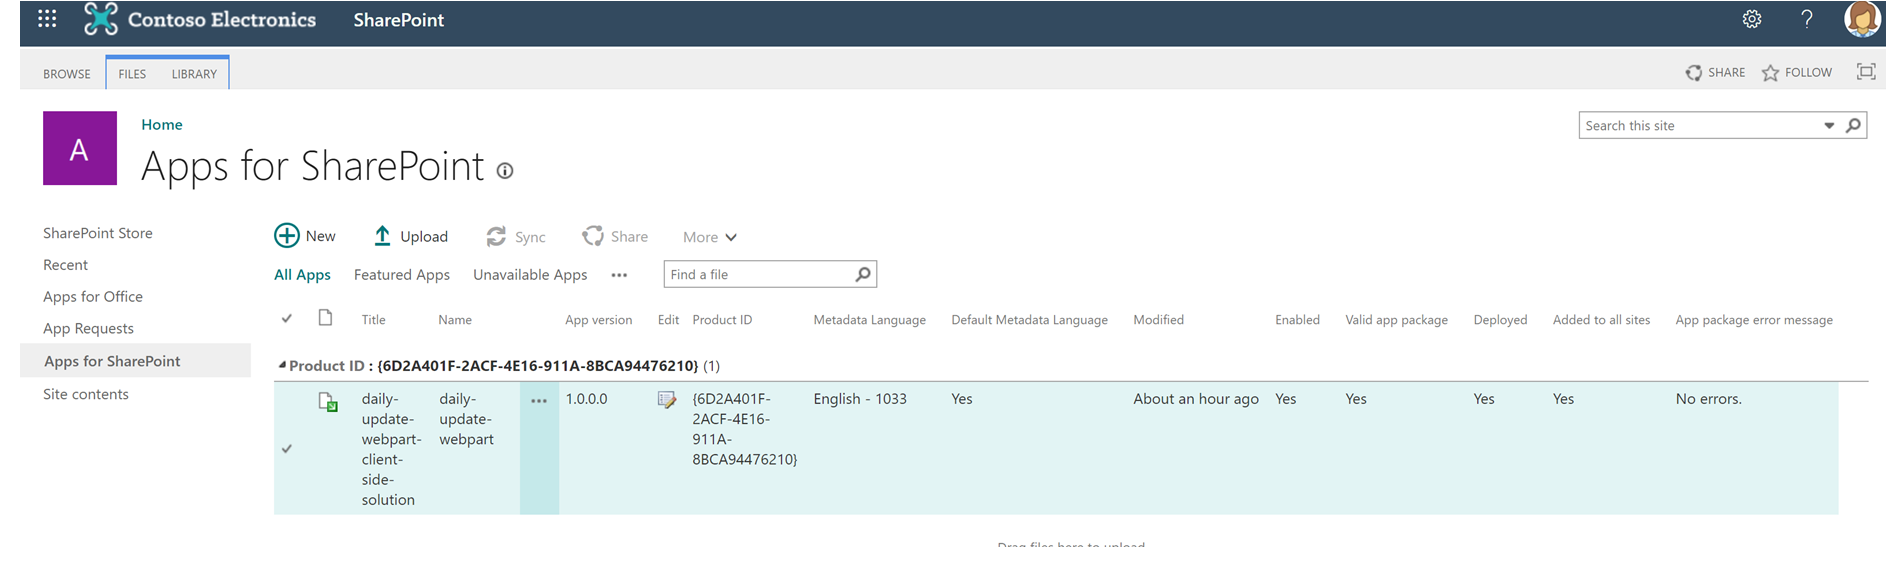 Contoso Electronics SharePoint
BROWSE FILES LIBRARY SHARE FOLLOW
A
Home
Search this site
Apps for SharePoint
SharePoint Store
Recent
Apps for Office
App Requests
Apps for SharePoint
Site contents
New Upload Sync Share More
All Apps Featured Apps Unavailable Apps ... Find a file
Title Name App version Edit Product ID Metadata Language Default Metadata Language Modified Enabled Valid app package Deployed Added to all sites App package error message
Product ID : {6D2A401F-2ACF-4E16-911A-8BCA94476210} (1)
daily- daily- ... 1.0.0.0 {6D2A401F- English - 1033 Yes About an hour ago Yes Yes Yes Yes No errors.
update- update- 2ACF-4E16-
webpart- webpart 911A-
client- 8BCA94476210}
side-
solution
Drag files here to upload